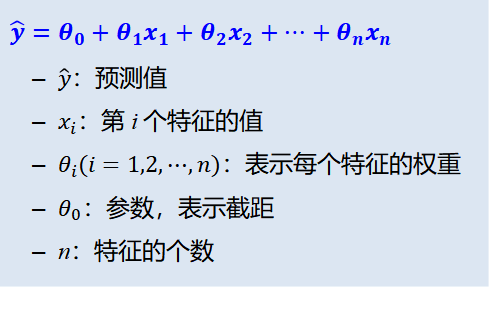 ŷ = θ₀ + θ₁x₁ + θ₂x₂ + ⋯ + θₙxₙ
– ŷ：预测值
– xᵢ：第 i 个特征的值
– θᵢ(i = 1,2,⋯,n)：表示每个特征的权重
– θ₀：参数，表示截距
– n：特征的个数